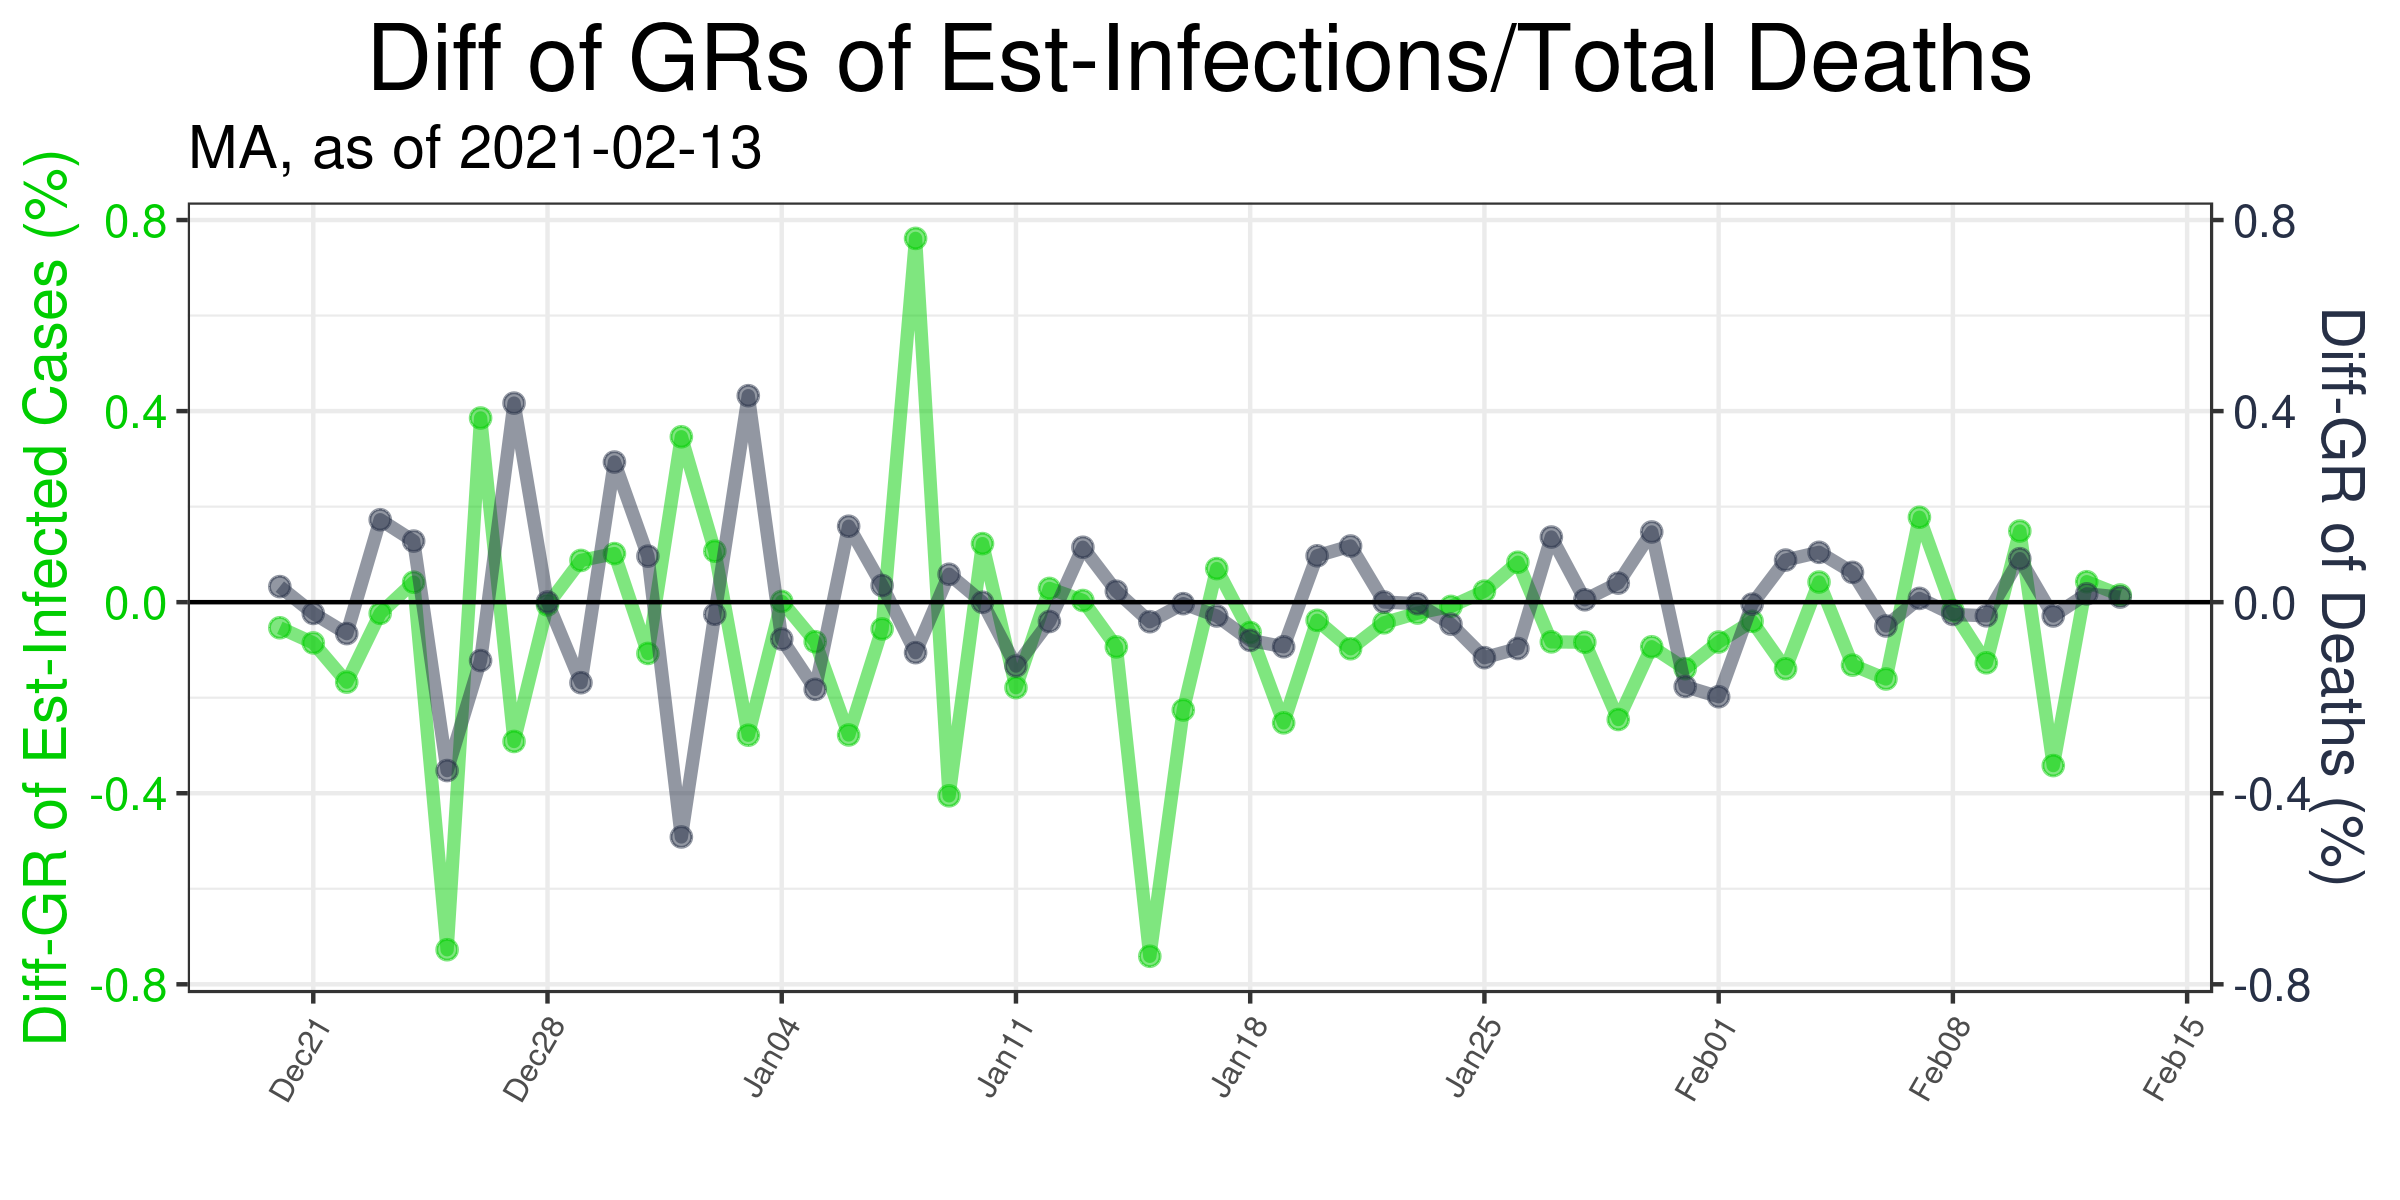 Diff of GRs of Est-Infections/Total Deaths
MA, as of 2021-02-13
Diff-GR of Est-Infected Cases (%)
0.8
0.4
0.0
-0.4
-0.8
0.8
0.4
0.0
-0.4
-0.8
Diff-GR of Deaths (%)
Dec21
Dec28
Jan04
Jan11
Jan18
Jan25
Feb01
Feb08
Feb15